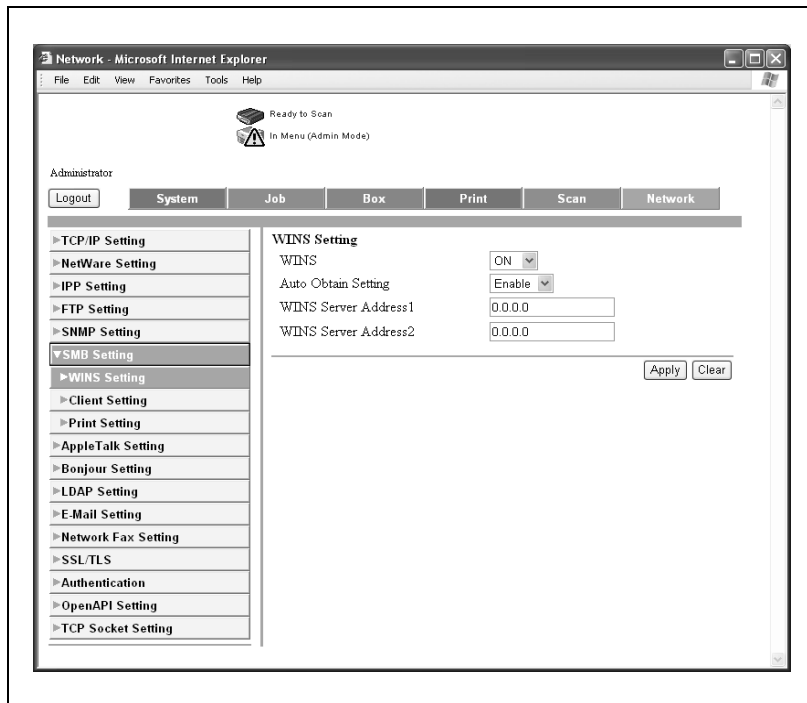 Network - Microsoft Internet Explorer
File Edit View Favorites Tools Help
Ready to Scan
In Menu (Admin Mode)
Administrator
Logout System Job Box Print Scan Network
TCP/IP Setting
NetWare Setting
IPP Setting
FTP Setting
SNMP Setting
SMB Setting
WINS Setting
Client Setting
Print Setting
AppleTalk Setting
Bonjour Setting
LDAP Setting
E-Mail Setting
Network Fax Setting
SSL/TLS
Authentication
OpenAPI Setting
TCP Socket Setting
WINS Setting
WINS ON
Auto Obtain Setting Enable
WINS Server Address1 0.0.0.0
WINS Server Address2 0.0.0.0
Apply Clear